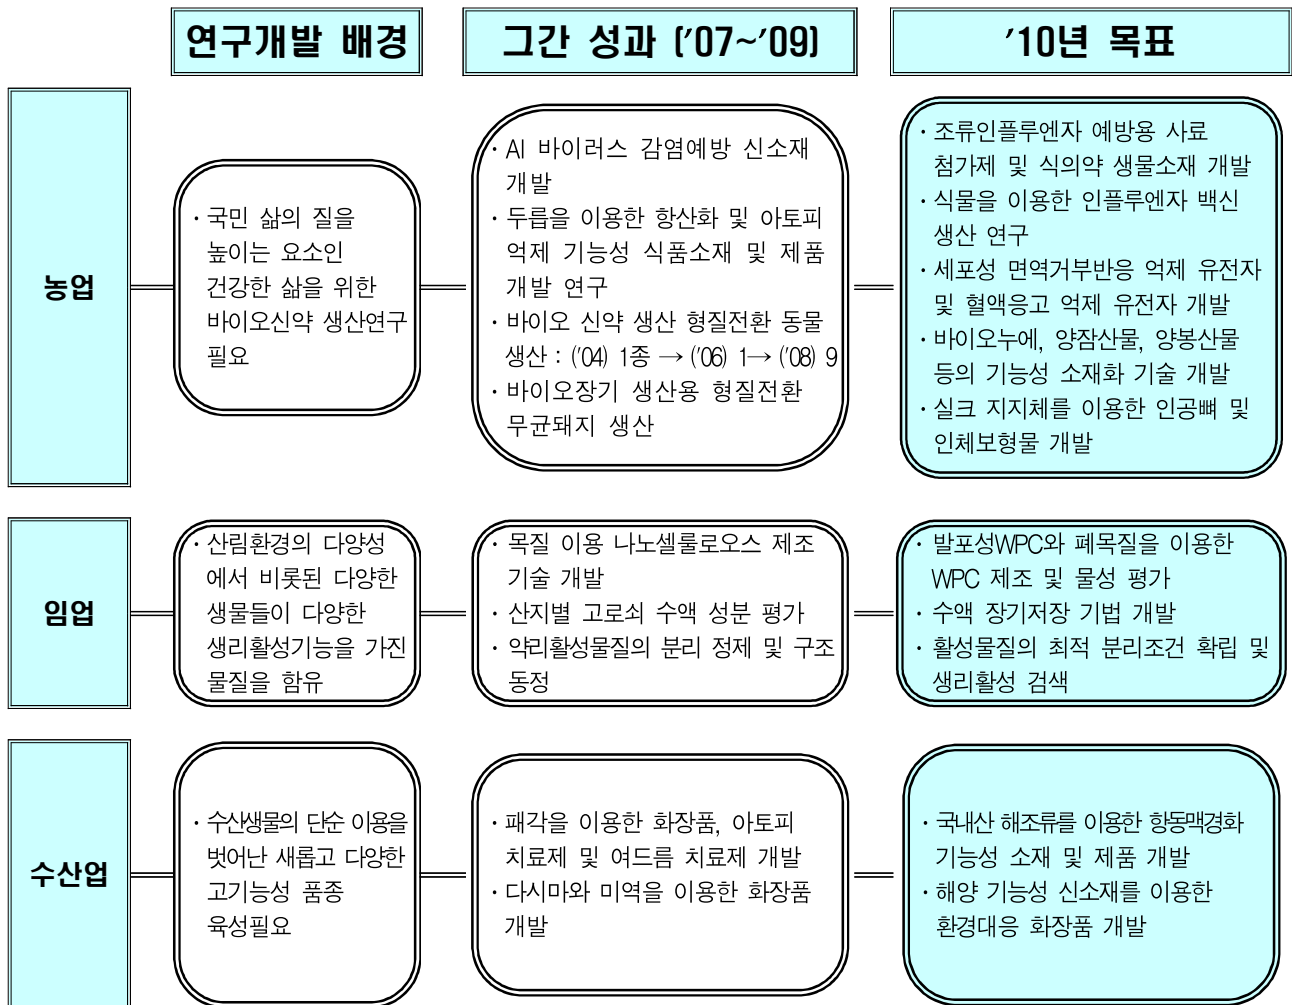 연구개발 배경
그간 성과 ('07~'09)
'10년 목표
농업
· 국민 삶의 질을
높이는 요소인
건강한 삶을 위한
바이오신약 생산연구
필요
· AI 바이러스 감염예방 신소재
개발
· 두릅을 이용한 항산화 및 아토피
억제 기능성 식품소재 및 제품
개발 연구
· 바이오 신약 생산 형질전환 동물
생산 : ('04) 1종 → ('06) 1→ ('08) 9
· 바이오장기 생산용 형질전환
무균돼지 생산
· 조류인플루엔자 예방용 사료
첨가제 및 식의약 생물소재 개발
· 식물을 이용한 인플루엔자 백신
생산 연구
· 세포성 면역거부반응 억제 유전자
및 혈액응고 억제 유전자 개발
· 바이오누에, 양잠산물, 양봉산물
등의 기능성 소재화 기술 개발
· 실크 지지체를 이용한 인공뼈 및
인체보형물 개발
임업
· 산림환경의 다양성
에서 비롯된 다양한
생물들이 다양한
생리활성기능을 가진
물질을 함유
· 목질 이용 나노셀룰로오스 제조
기술 개발
· 산지별 고로쇠 수액 성분 평가
· 약리활성물질의 분리 정제 및 구조
동정
· 발포성WPC와 폐목질을 이용한
WPC 제조 및 물성 평가
· 수액 장기저장 기법 개발
· 활성물질의 최적 분리조건 확립 및
생리활성 검색
수산업
· 수산생물의 단순 이용을
벗어난 새롭고 다양한
고기능성 품종
육성필요
· 패각을 이용한 화장품, 아토피
치료제 및 여드름 치료제 개발
· 다시마와 미역을 이용한 화장품
개발
· 국내산 해조류를 이용한 항동맥경화
기능성 소재 및 제품 개발
· 해양 기능성 신소재를 이용한
환경대응 화장품 개발